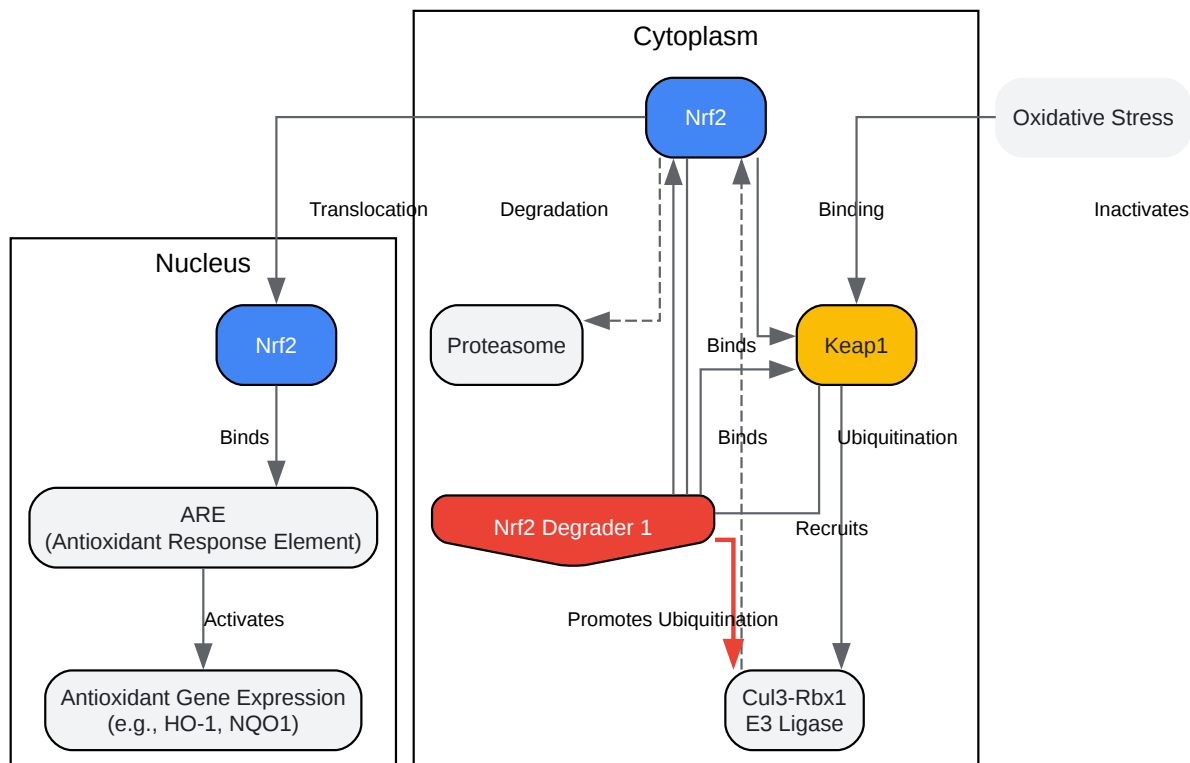 Cytoplasm
Nrf2
Oxidative Stress
Translocation
Degradation
Binding
Inactivates
Nucleus
Nrf2
Proteasome
Binds
Keap1
Binds
Binds
Ubiquitination
ARE
(Antioxidant Response Element)
Nrf2 Degrader 1
Recruits
Activates
Promotes Ubiquitination
Antioxidant Gene Expression
(e.g., HO-1, NQO1)
Cul3-Rbx1
E3 Ligase